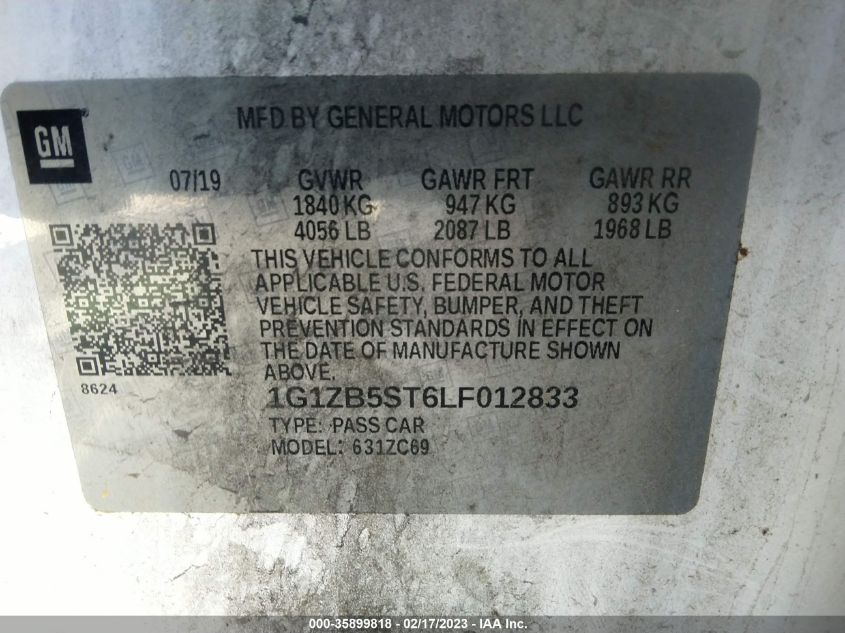 GM
MFD BY GENERAL MOTORS LLC
07/19 GVWR GAWR FRT GAWR RR
1840 KG 947 KG 893 KG
4056 LB 2087 LB 1968 LB
THIS VEHICLE CONFORMS TO ALL
APPLICABLE U.S. FEDERAL MOTOR
VEHICLE SAFETY, BUMPER, AND THEFT
PREVENTION STANDARDS IN EFFECT ON
THE DATE OF MANUFACTURE SHOWN
ABOVE.
8624
1G1ZB5ST6LF012833
TYPE: PASS CAR
MODEL: 631ZC69
000-35899818 - 02/17/2023 - IAA Inc.